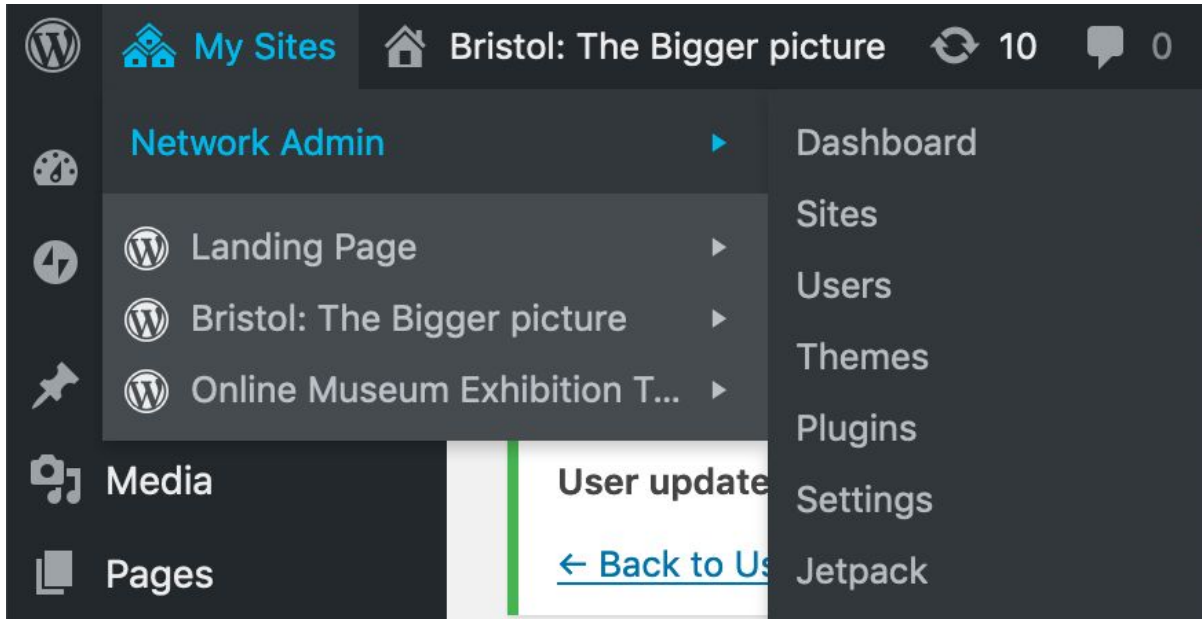 My Sites Bristol: The Bigger picture 10 0
Network Admin
Landing Page
Bristol: The Bigger picture
Online Museum Exhibition T...
Dashboard
Sites
Users
Themes
Plugins
Settings
Jetpack
Media
Pages
User update
← Back to Us